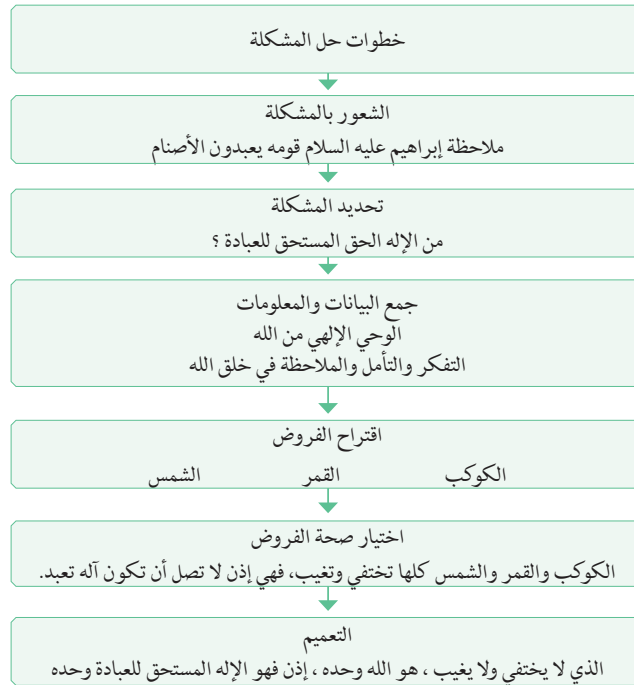 خطوات حل المشكلة
الشعور بالمشكلة
ملاحظة إبراهيم عليه السلام قومه يعبدون الأصنام
تحديد المشكلة
من الإله الحق المستحق للعبادة ؟
جمع البيانات والمعلومات
الوحي الإلهي من الله
التفكر والتأمل والملاحظة في خلق الله
اقتراح الفروض
الكوكب القمر الشمس
اختيار صحة الفروض
الكوكب والقمر والشمس كلها تختفي وتغيب، فهي إذن لا تصل أن تكون آله تعبد.
التعميم
الذي لا يختفي ولا يغيب ، هو الله وحده ، إذن فهو الإله المستحق للعبادة وحده